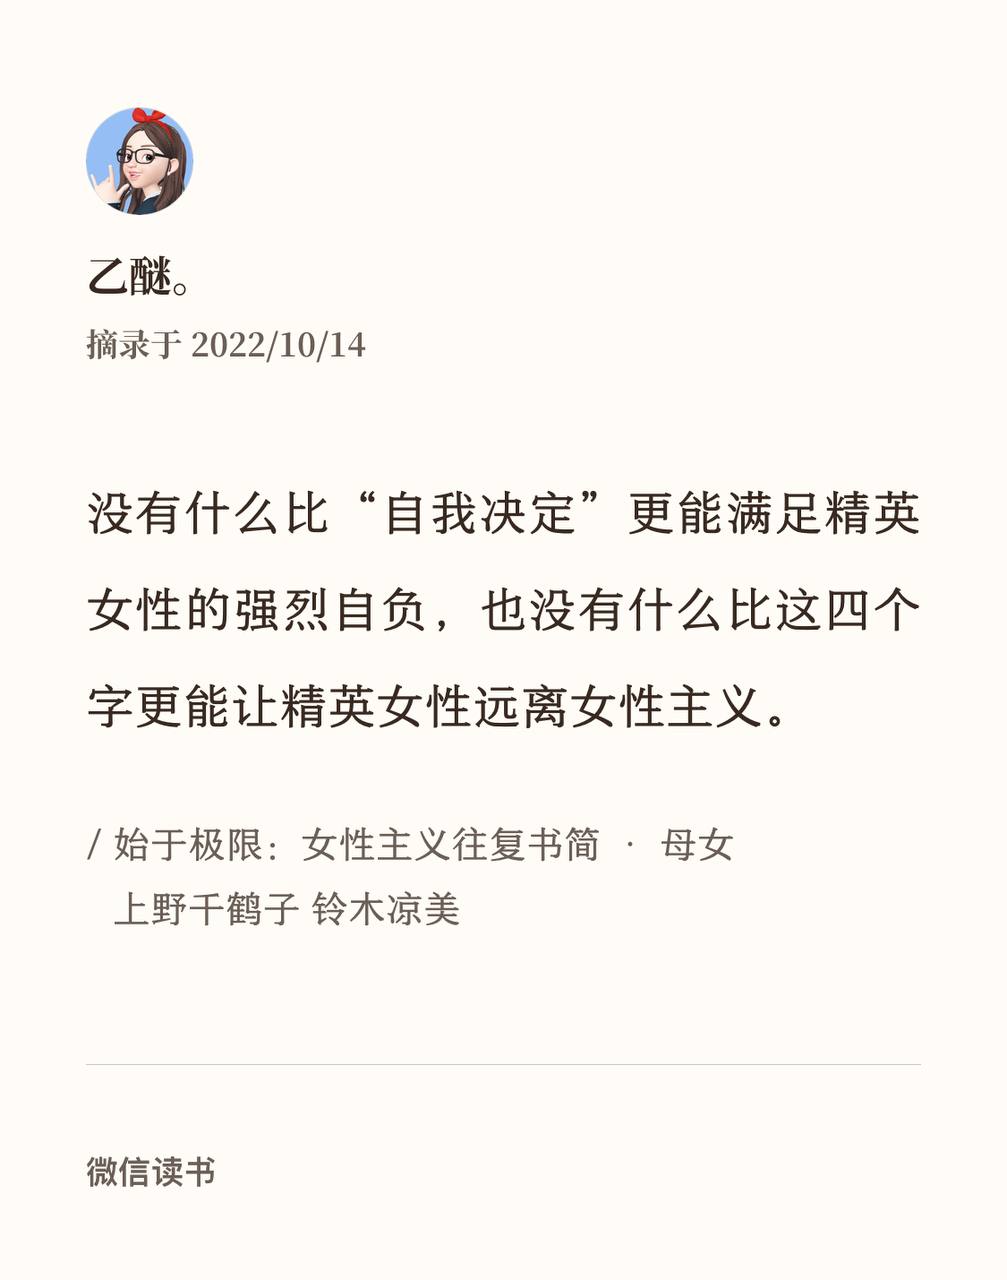 乙醚。
摘录于 2022/10/14
没有什么比“自我决定”更能满足精英
女性的强烈自负，也没有什么比这四个
字更能让精英女性远离女性主义。
/ 始于极限：女性主义往复书简 · 母女
上野千鹤子 铃木凉美
微信读书